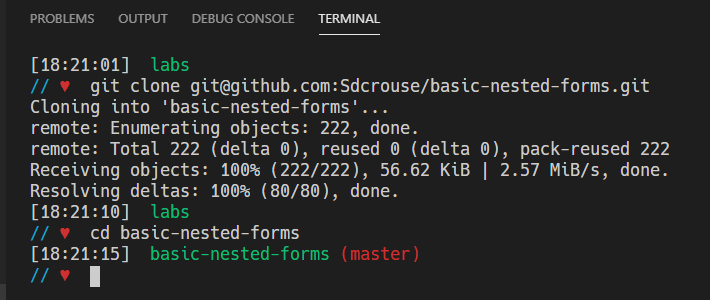 PROBLEMS OUTPUT DEBUG CONSOLE TERMINAL
[18:21:01] labs
// ♥ git clone git@github.com:Sdcrouse/basic-nested-forms.git
Cloning into 'basic-nested-forms'...
remote: Enumerating objects: 222, done.
remote: Total 222 (delta 0), reused 0 (delta 0), pack-reused 222
Receiving objects: 100% (222/222), 56.62 KiB | 2.57 MiB/s, done.
Resolving deltas: 100% (80/80), done.
[18:21:10] labs
// ♥ cd basic-nested-forms
[18:21:15] basic-nested-forms (master)
// ♥